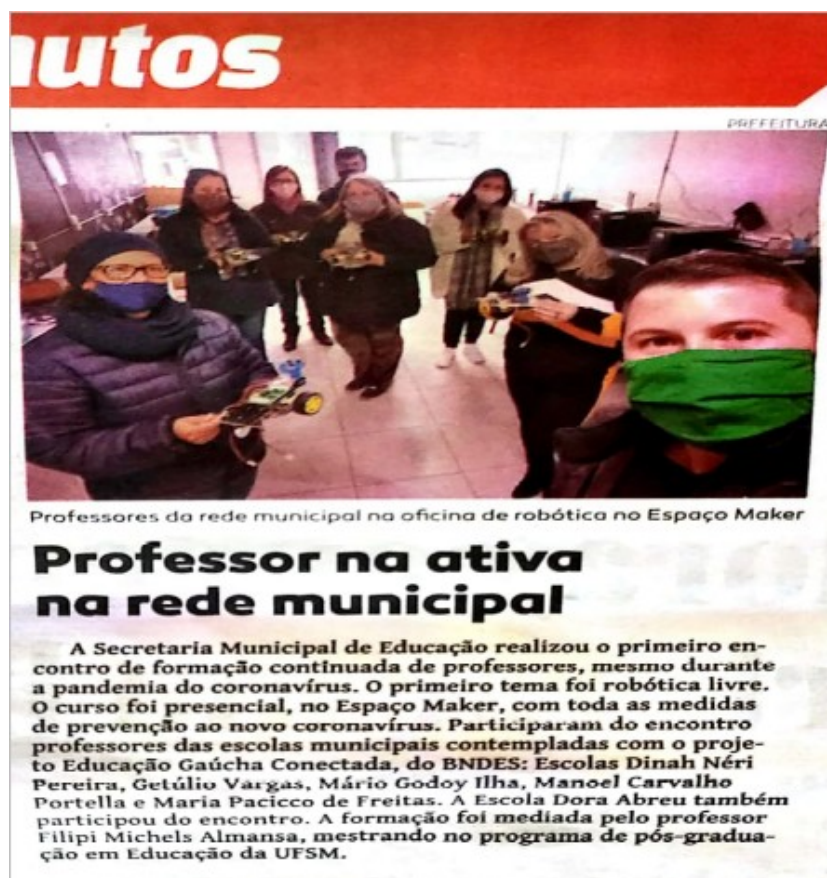 nutos
PREFEITURA
Professores da rede municipal na oficina de robótica no Espaço Maker
Professor na ativa
na rede municipal
A Secretaria Municipal de Educação realizou o primeiro en-
contro de formação continuada de professores, mesmo durante
a pandemia do coronavírus. O primeiro tema foi robótica livre.
O curso foi presencial, no Espaço Maker, com toda as medidas
de prevenção ao novo coronavírus. Participaram do encontro
professores das escolas municipais contempladas com o proje-
to Educação Gaúcha Conectada, do BNDES: Escolas Dinah Néri
Pereira, Getúlio Vargas, Mário Godoy Ilha, Manoel Carvalho
Portella e Maria Pacicco de Freitas. A Escola Dora Abreu também
participou do encontro. A formação foi mediada pelo professor
Filipi Michels Almansa, mestrando no programa de pós-gradua-
ção em Educação da UFSM.